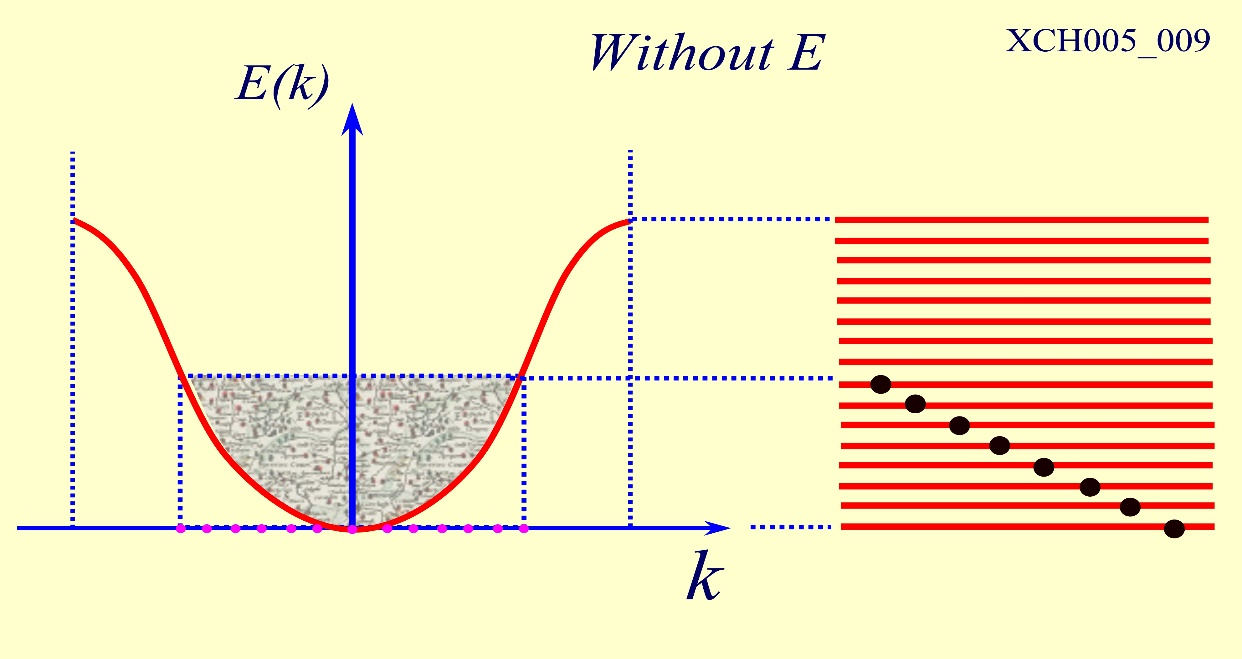 Without E
XCH005_009
E(k)
k